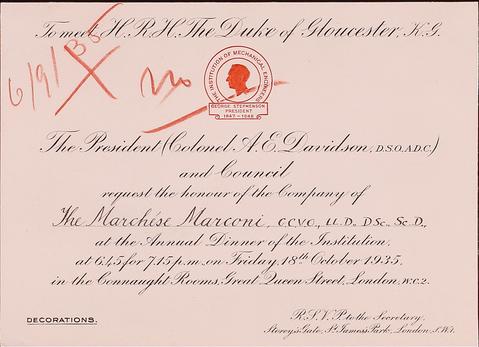 To meet H.R.H. The Duke of Gloucester, K.G.
6/9/35
no
THE INSTITUTION OF MECHANICAL ENGINEERS
GEORGE STEPHENSON
PRESIDENT
1847-1848
The President (Colonel A.E. Davidson, D.S.O., A.D.C.)
and Council
request the honour of the Company of
The Marchése Marconi, G.C.V.O., LL.D., DSc., Sc.D.,
at the Annual Dinner of the Institution,
at 6.45 for 7.15 p.m. on Friday, 18th October 1935,
in the Connaught Rooms, Great Queen Street, London, W.C.2.
DECORATIONS.
R.S.V.P. to the Secretary,
Storey's Gate, St. James's Park, London, S.W.1.